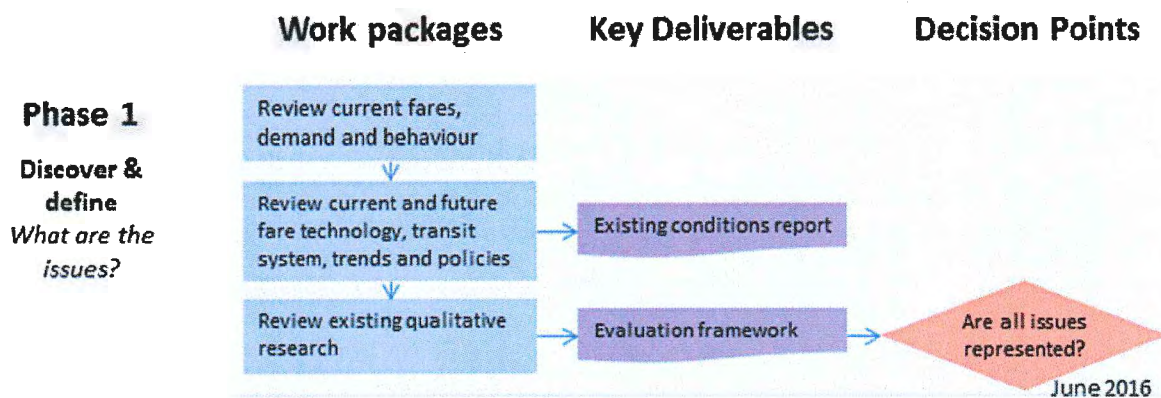 Work packages
Key Deliverables
Decision Points
Phase 1
Discover &
define
What are the
issues?
Review current fares,
demand and behaviour
Review current and future
fare technology, transit
system, trends and policies
Existing conditions report
Review existing qualitative
research
Evaluation framework
Are all issues
represented?
June 2016